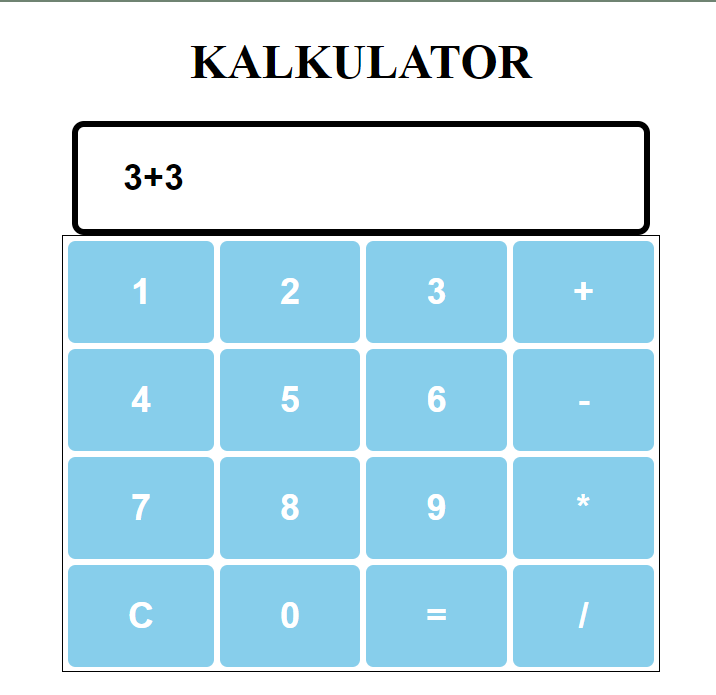 KALKULATOR
3+3
1 2 3 +
4 5 6 -
7 8 9 *
C 0 = /